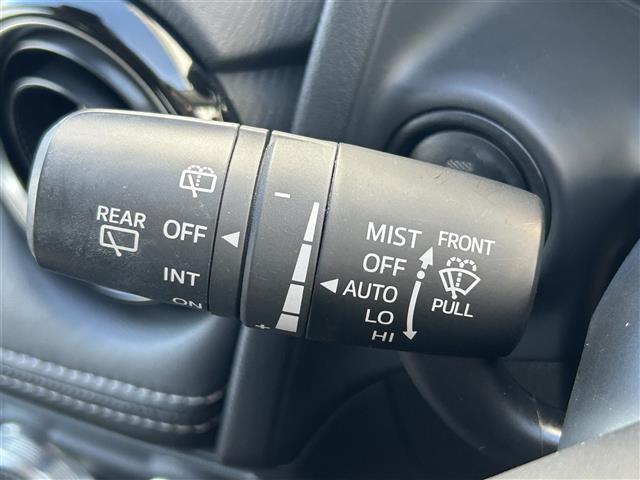 REAR
OFF
INT
ON
-
+
MIST
OFF
AUTO
LO
HI
FRONT
PULL